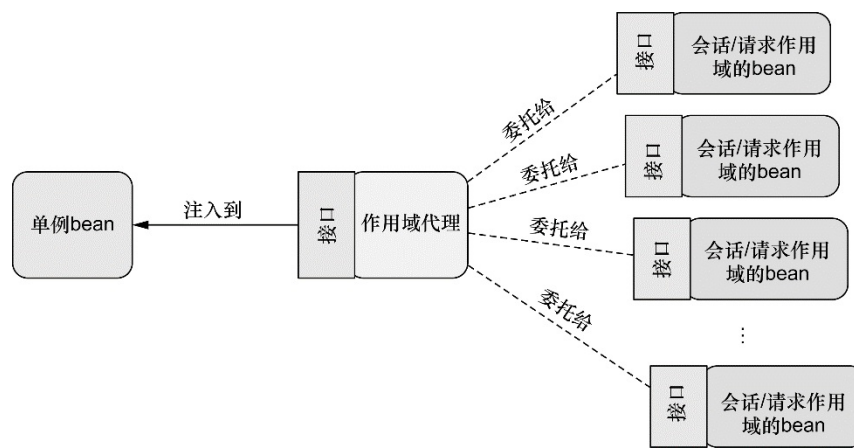 单例bean
注入到
接口
作用域代理
委托给
委托给
委托给
委托给
接口
会话/请求作用
域的bean
接口
会话/请求作用
域的bean
接口
会话/请求作用
域的bean
…
接口
会话/请求作用
域的bean